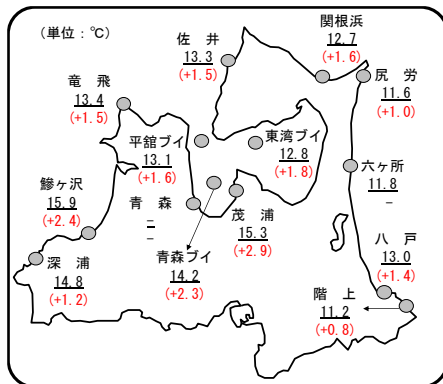 (単位:℃)
佐井
13.3
(+1.5)
関根浜
12.7
(+1.6)
尻労
11.6
(+1.0)
竜飛
13.4
(+1.5)
平舘ブイ
13.1
(+1.6)
東湾ブイ
12.8
(+1.8)
六ヶ所
11.8
−
鰺ヶ沢
15.9
(+2.4)
青森
−
−
茂浦
15.3
(+2.9)
青森ブイ
14.2
(+2.3)
深浦
14.8
(+1.2)
八戸
13.0
(+1.4)
階上
11.2
(+0.8)